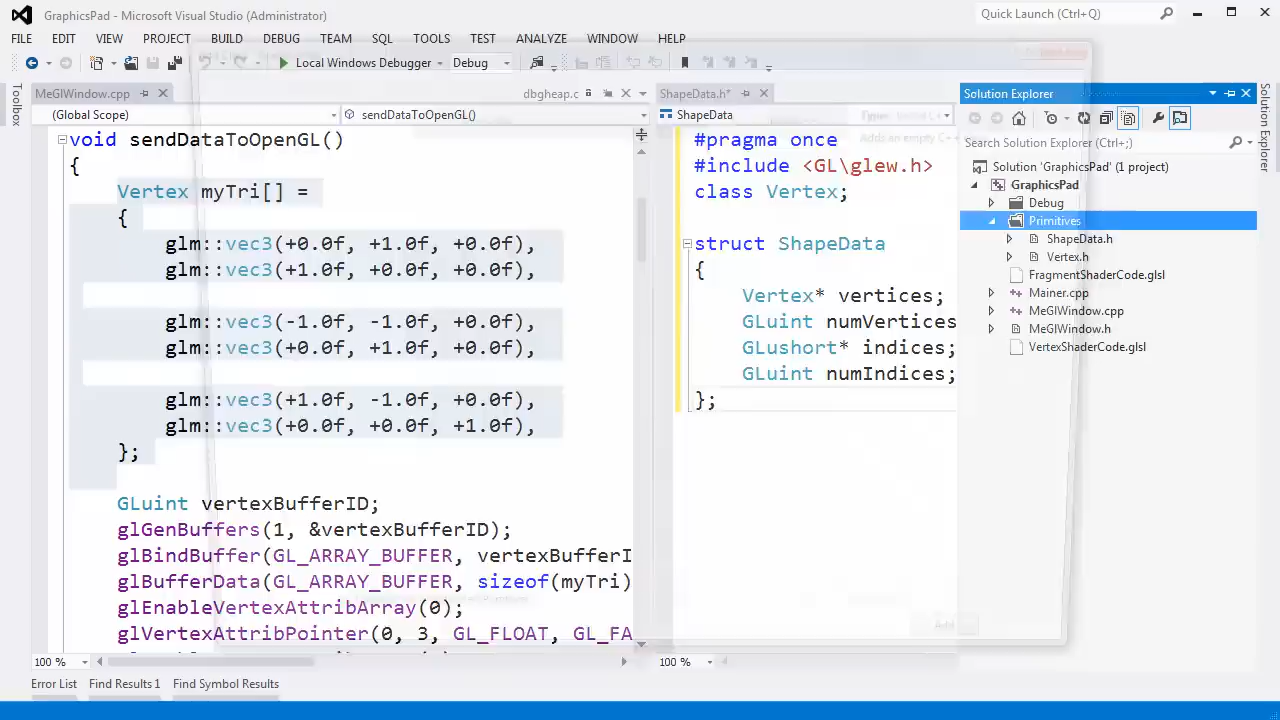 GraphicsPad - Microsoft Visual Studio (Administrator)
Quick Launch (Ctrl+Q)
FILE EDIT VIEW PROJECT BUILD DEBUG TEAM SQL TOOLS TEST ANALYZE WINDOW HELP
Local Windows Debugger
Debug
Toolbox
MeGlWindow.cpp
dbgheap.c
(Global Scope)
sendDataToOpenGL()
void sendDataToOpenGL()
{
Vertex myTri[] =
{
glm::vec3(+0.0f, +1.0f, +0.0f),
glm::vec3(+1.0f, +0.0f, +0.0f),
glm::vec3(-1.0f, -1.0f, +0.0f),
glm::vec3(+0.0f, +1.0f, +0.0f),
glm::vec3(+1.0f, -1.0f, +0.0f),
glm::vec3(+0.0f, +0.0f, +1.0f),
};
GLuint vertexBufferID;
glGenBuffers(1, &vertexBufferID);
glBindBuffer(GL_ARRAY_BUFFER, vertexBufferI
glBufferData(GL_ARRAY_BUFFER, sizeof(myTri)
glEnableVertexAttribArray(0);
glVertexAttribPointer(0, 3, GL_FLOAT, GL_FA
100 %
ShapeData.h*
ShapeData
#pragma once
#include <GL\glew.h>
class Vertex;
struct ShapeData
{
Vertex* vertices;
GLuint numVertices
GLushort* indices;
GLuint numIndices;
};
Add
100 %
Solution Explorer
Search Solution Explorer (Ctrl+;)
Solution 'GraphicsPad' (1 project)
GraphicsPad
Debug
Primitives
ShapeData.h
Vertex.h
FragmentShaderCode.glsl
Mainer.cpp
MeGlWindow.cpp
MeGlWindow.h
VertexShaderCode.glsl
Solution Explorer
Error List Find Results 1 Find Symbol Results